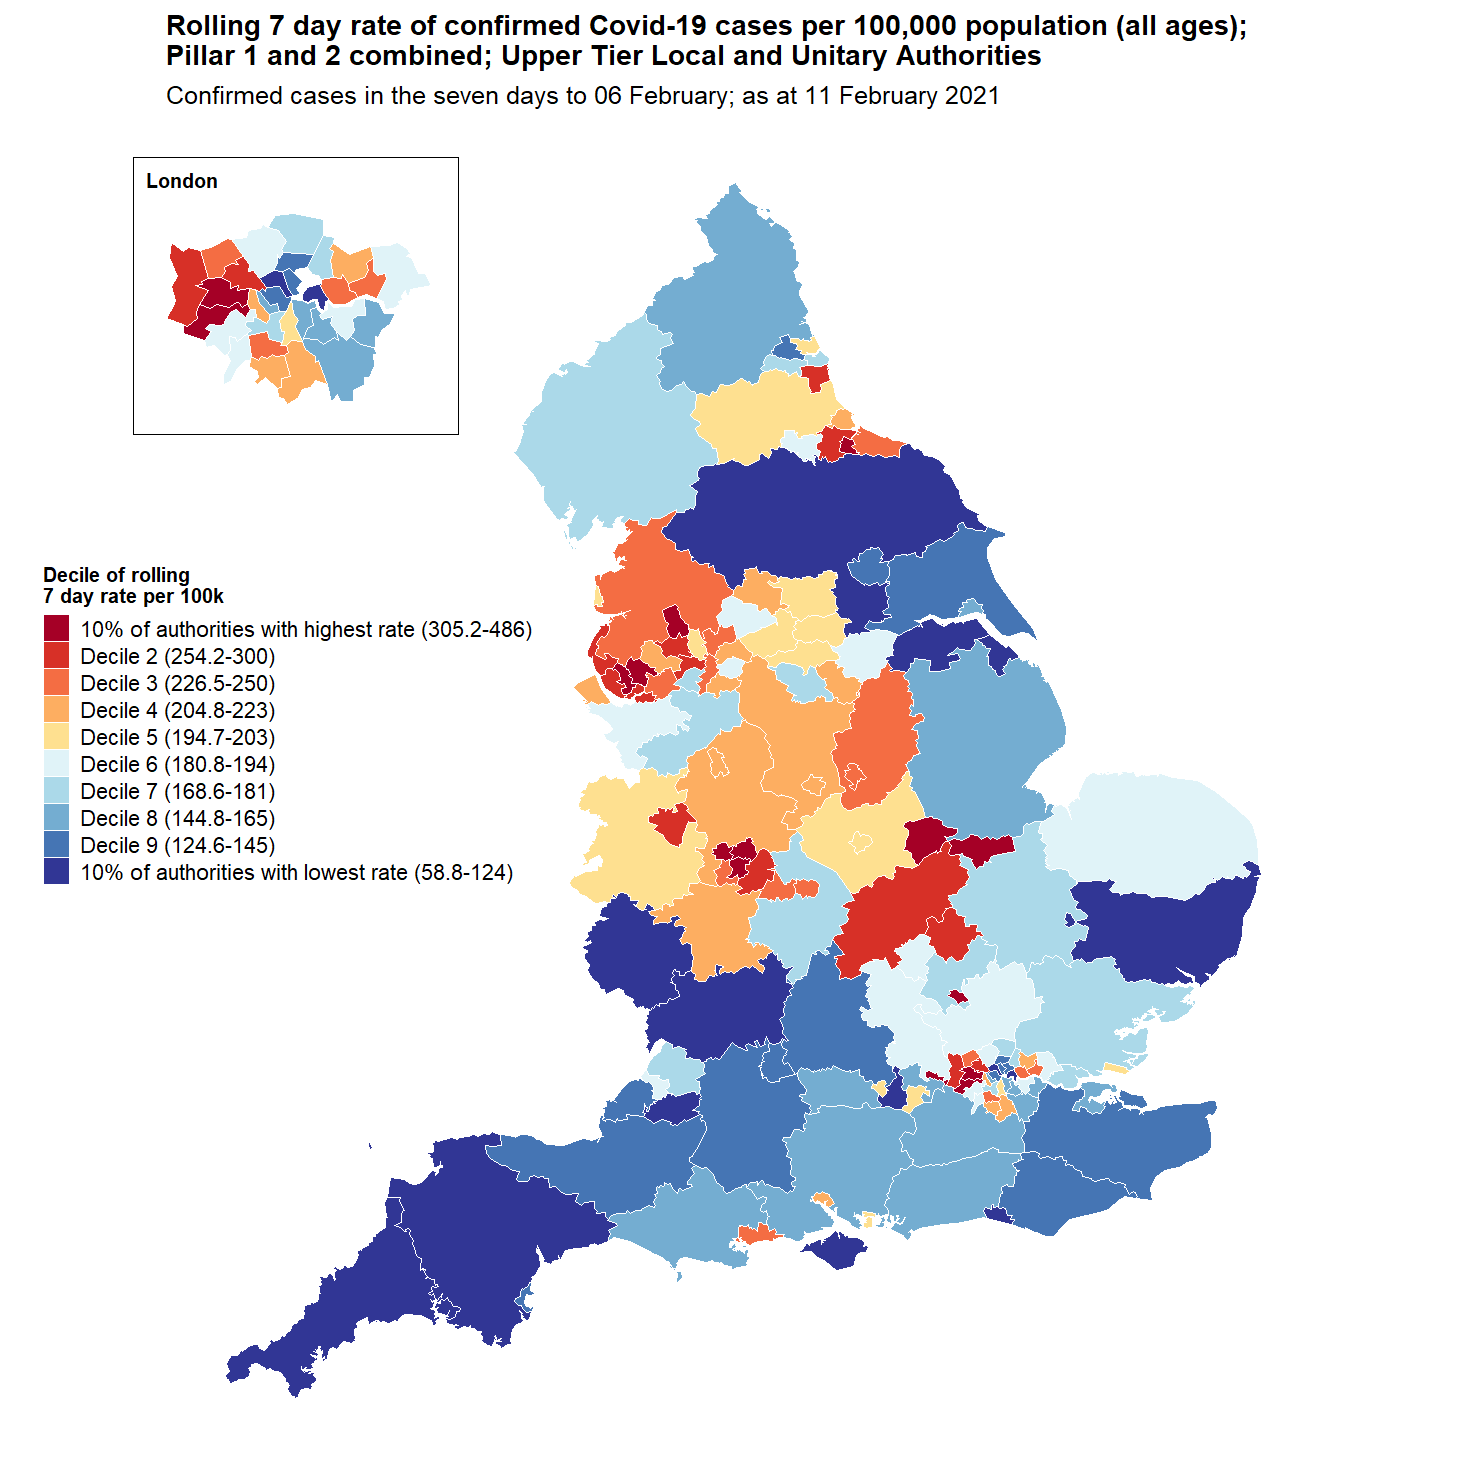 Rolling 7 day rate of confirmed Covid-19 cases per 100,000 population (all ages);
Pillar 1 and 2 combined; Upper Tier Local and Unitary Authorities
Confirmed cases in the seven days to 06 February; as at 11 February 2021
London
Decile of rolling
7 day rate per 100k
10% of authorities with highest rate (305.2-486)
Decile 2 (254.2-300)
Decile 3 (226.5-250)
Decile 4 (204.8-223)
Decile 5 (194.7-203)
Decile 6 (180.8-194)
Decile 7 (168.6-181)
Decile 8 (144.8-165)
Decile 9 (124.6-145)
10% of authorities with lowest rate (58.8-124)